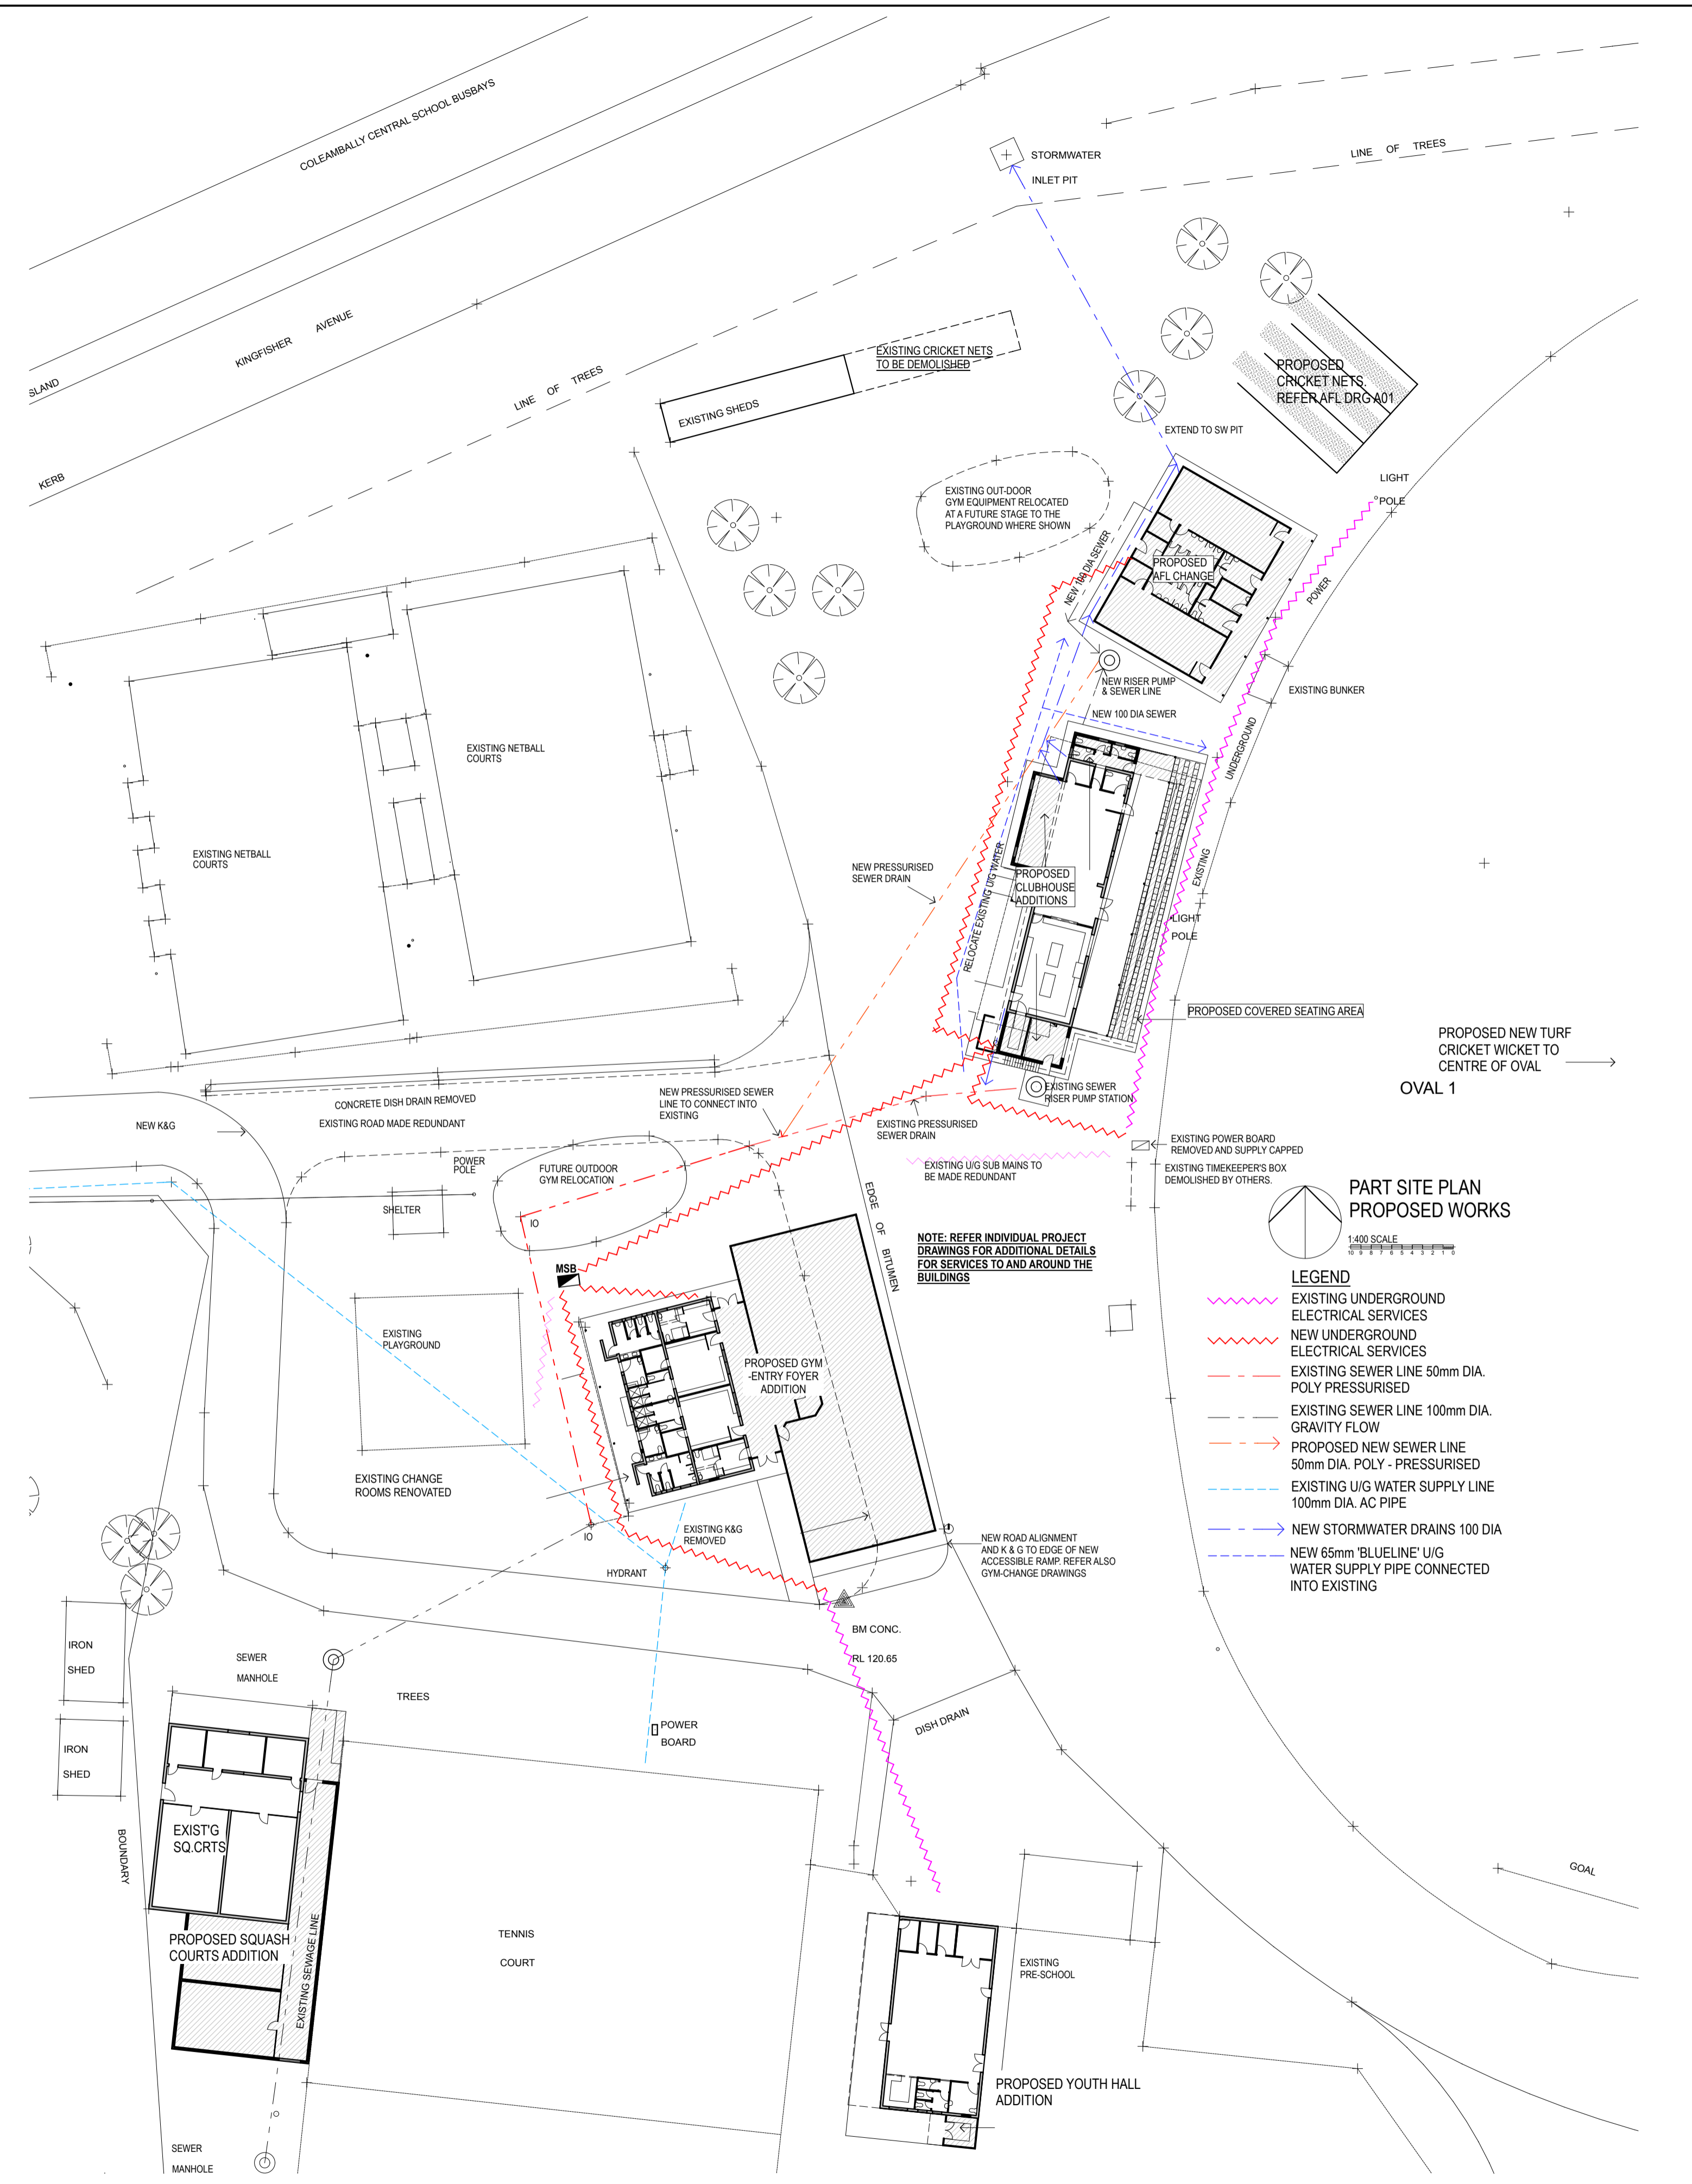 COLEAMBALLY CENTRAL SCHOOL BUSBAYS
STORMWATER
INLET PIT
LINE OF TREES
KINGFISHER AVENUE
SLAND
KERB
LINE OF TREES
EXISTING CRICKET NETS
TO BE DEMOLISHED
EXISTING SHEDS
PROPOSED
CRICKET NETS.
REFER AFL DRG A01
EXTEND TO SW PIT
LIGHT
POLE
EXISTING OUT-DOOR
GYM EQUIPMENT RELOCATED
AT A FUTURE STAGE TO THE
PLAYGROUND WHERE SHOWN
NEW 100 DIA SEWER
PROPOSED
AFL CHANGE
POWER
UNDERGROUND
EXISTING
NEW RISER PUMP
& SEWER LINE
EXISTING BUNKER
NEW 100 DIA SEWER
EXISTING NETBALL
COURTS
EXISTING NETBALL
COURTS
NEW PRESSURISED
SEWER DRAIN
RELOCATE EXISTING U/G WATER
PROPOSED
CLUBHOUSE
ADDITIONS
LIGHT
POLE
PROPOSED COVERED SEATING AREA
PROPOSED NEW TURF
CRICKET WICKET TO
CENTRE OF OVAL
OVAL 1
CONCRETE DISH DRAIN REMOVED
EXISTING ROAD MADE REDUNDANT
NEW K&G
NEW PRESSURISED SEWER
LINE TO CONNECT INTO
EXISTING
EXISTING SEWER
RISER PUMP STATION
EXISTING PRESSURISED
SEWER DRAIN
EXISTING POWER BOARD
REMOVED AND SUPPLY CAPPED
EXISTING TIMEKEEPER'S BOX
DEMOLISHED BY OTHERS.
EXISTING U/G SUB MAINS TO
BE MADE REDUNDANT
POWER
POLE
FUTURE OUTDOOR
GYM RELOCATION
SHELTER
IO
EDGE OF BITUMEN
NOTE: REFER INDIVIDUAL PROJECT
DRAWINGS FOR ADDITIONAL DETAILS
FOR SERVICES TO AND AROUND THE
BUILDINGS
PART SITE PLAN
PROPOSED WORKS
1:400 SCALE
10 9 8 7 6 5 4 3 2 1 0
LEGEND
EXISTING UNDERGROUND
ELECTRICAL SERVICES
NEW UNDERGROUND
ELECTRICAL SERVICES
EXISTING SEWER LINE 50mm DIA.
POLY PRESSURISED
EXISTING SEWER LINE 100mm DIA.
GRAVITY FLOW
PROPOSED NEW SEWER LINE
50mm DIA. POLY - PRESSURISED
EXISTING U/G WATER SUPPLY LINE
100mm DIA. AC PIPE
NEW STORMWATER DRAINS 100 DIA
NEW 65mm 'BLUELINE' U/G
WATER SUPPLY PIPE CONNECTED
INTO EXISTING
MSB
EXISTING
PLAYGROUND
PROPOSED GYM
-ENTRY FOYER
ADDITION
EXISTING CHANGE
ROOMS RENOVATED
IO
EXISTING K&G
REMOVED
HYDRANT
NEW ROAD ALIGNMENT
AND K & G TO EDGE OF NEW
ACCESSIBLE RAMP. REFER ALSO
GYM-CHANGE DRAWINGS
BM CONC.
RL 120.65
IRON
SHED
SEWER
MANHOLE
TREES
POWER
BOARD
DISH DRAIN
IRON
SHED
BOUNDARY
EXIST'G
SQ.CRTS
PROPOSED SQUASH
COURTS ADDITION
EXISTING SEWAGE LINE
TENNIS
COURT
EXISTING
PRE-SCHOOL
GOAL
PROPOSED YOUTH HALL
ADDITION
SEWER
MANHOLE